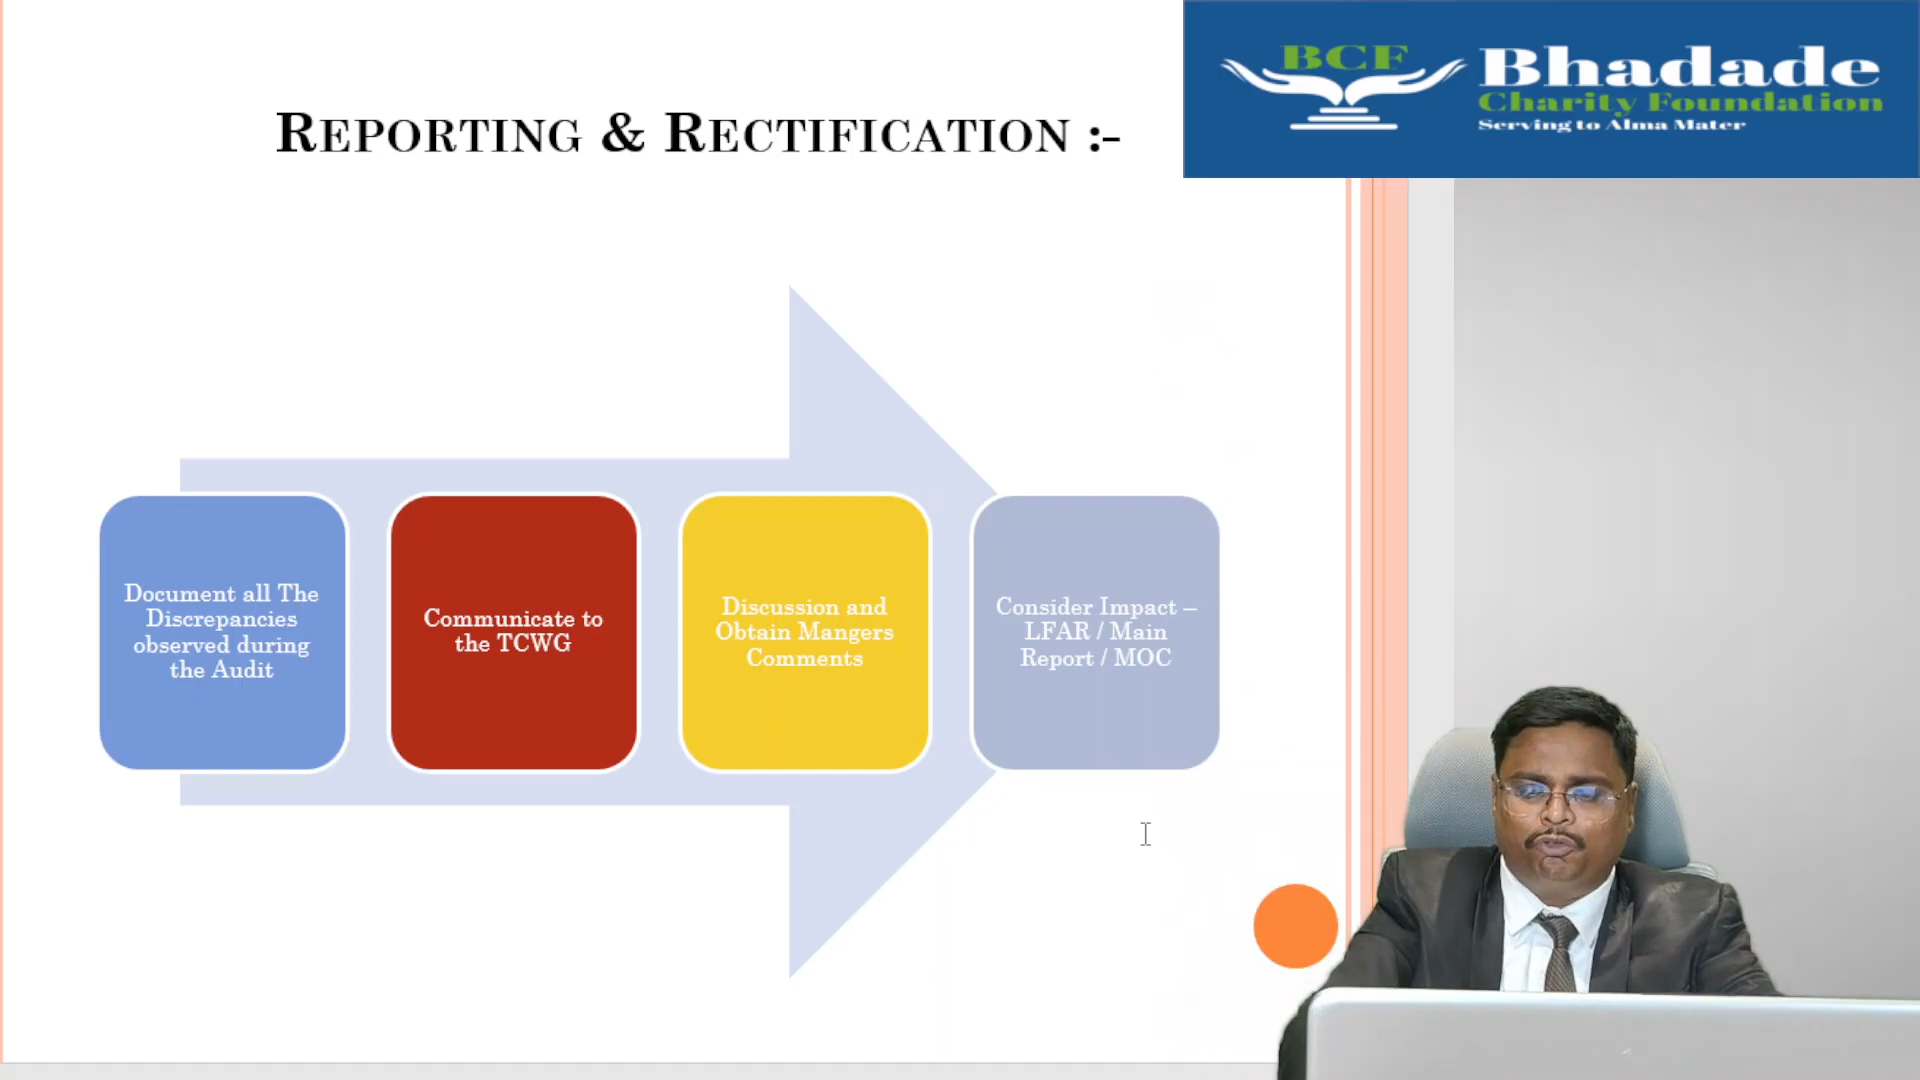 BCF
Bhadade
Charity Foundation
Serving to Alma Mater
REPORTING & RECTIFICATION :-
Document all The
Discrepancies
observed during
the Audit
Communicate to
the TCWG
Discussion and
Obtain Mangers
Comments
Consider Impact –
LFAR / Main
Report / MOC